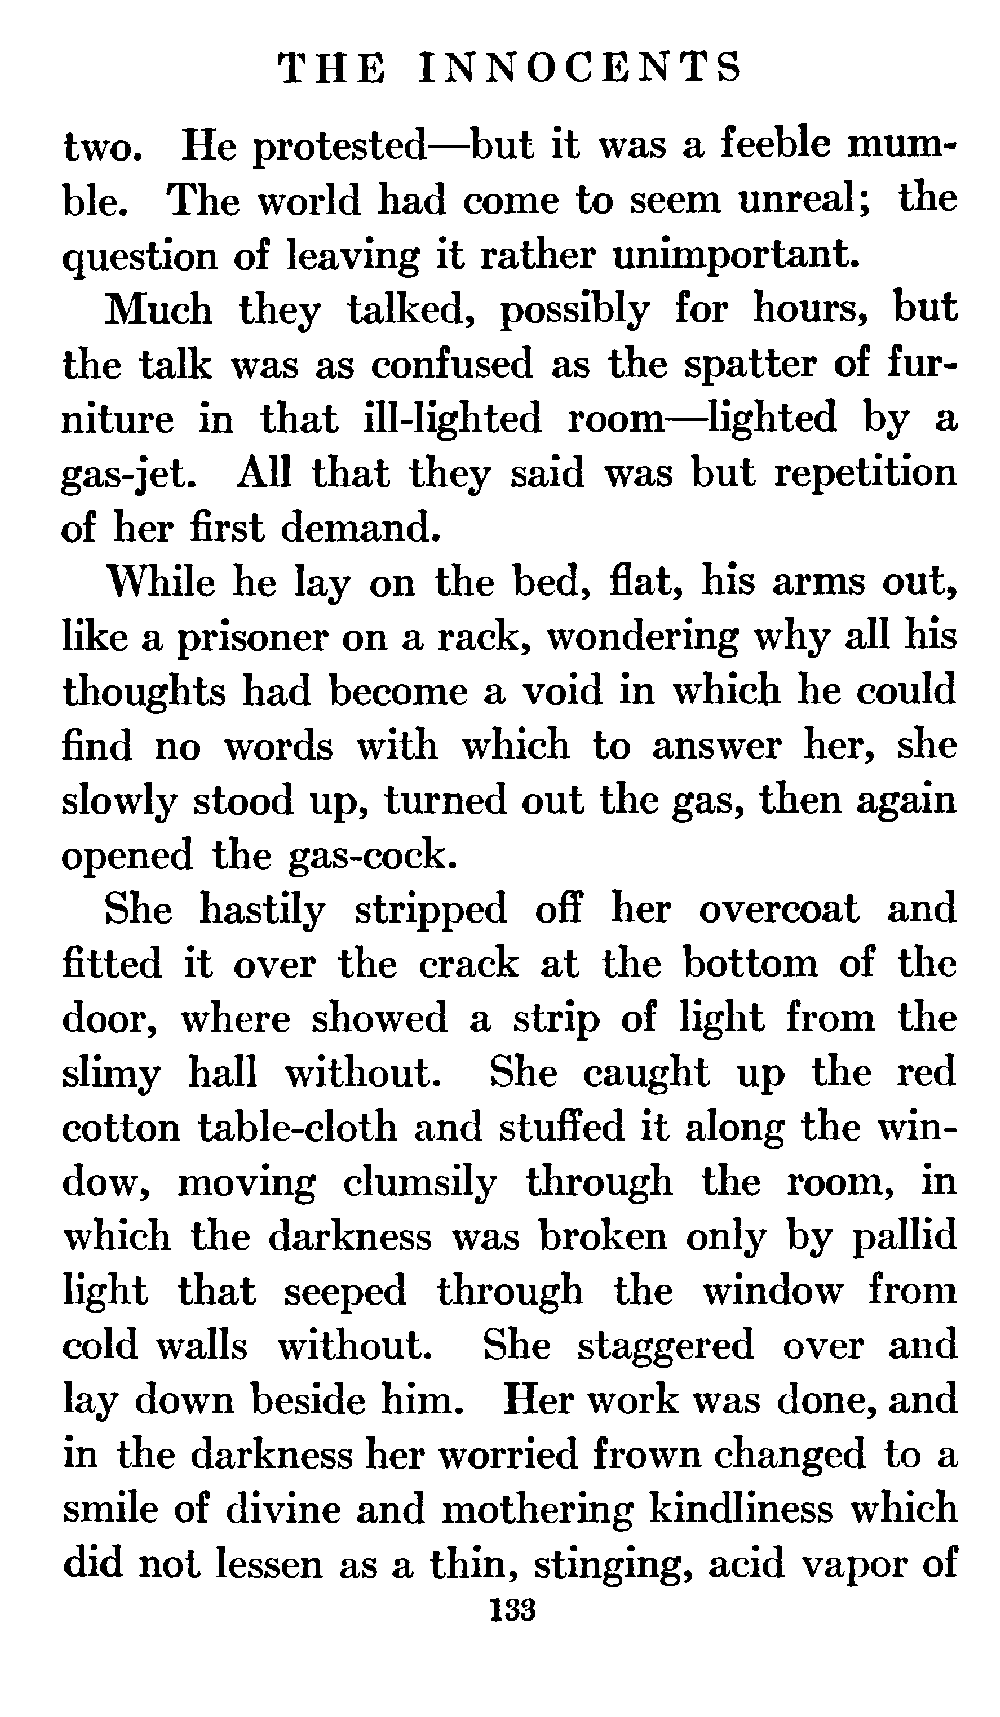 THE INNOCENTS
two. He protested—but it was a feeble mum-
ble. The world had come to seem unreal; the
question of leaving it rather unimportant.
Much they talked, possibly for hours, but
the talk was as confused as the spatter of fur-
niture in that ill-lighted room—lighted by a
gas-jet. All that they said was but repetition
of her first demand.
While he lay on the bed, flat, his arms out,
like a prisoner on a rack, wondering why all his
thoughts had become a void in which he could
find no words with which to answer her, she
slowly stood up, turned out the gas, then again
opened the gas-cock.
She hastily stripped off her overcoat and
fitted it over the crack at the bottom of the
door, where showed a strip of light from the
slimy hall without. She caught up the red
cotton table-cloth and stuffed it along the win-
dow, moving clumsily through the room, in
which the darkness was broken only by pallid
light that seeped through the window from
cold walls without. She staggered over and
lay down beside him. Her work was done, and
in the darkness her worried frown changed to a
smile of divine and mothering kindliness which
did not lessen as a thin, stinging, acid vapor of
133